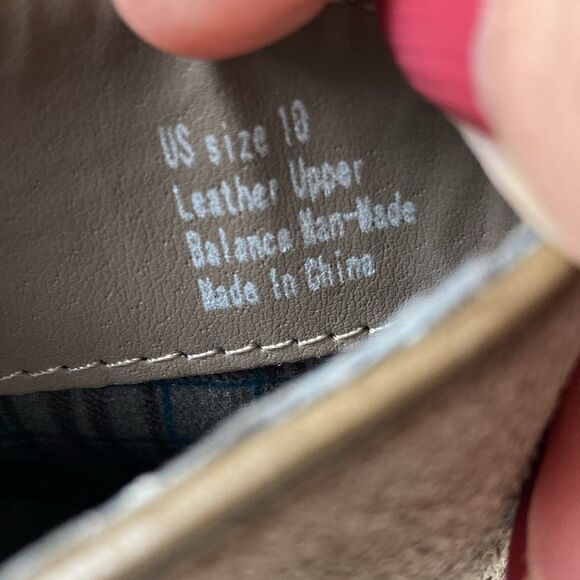 US size 10
Leather Upper
Balance Man-Made
Made In China